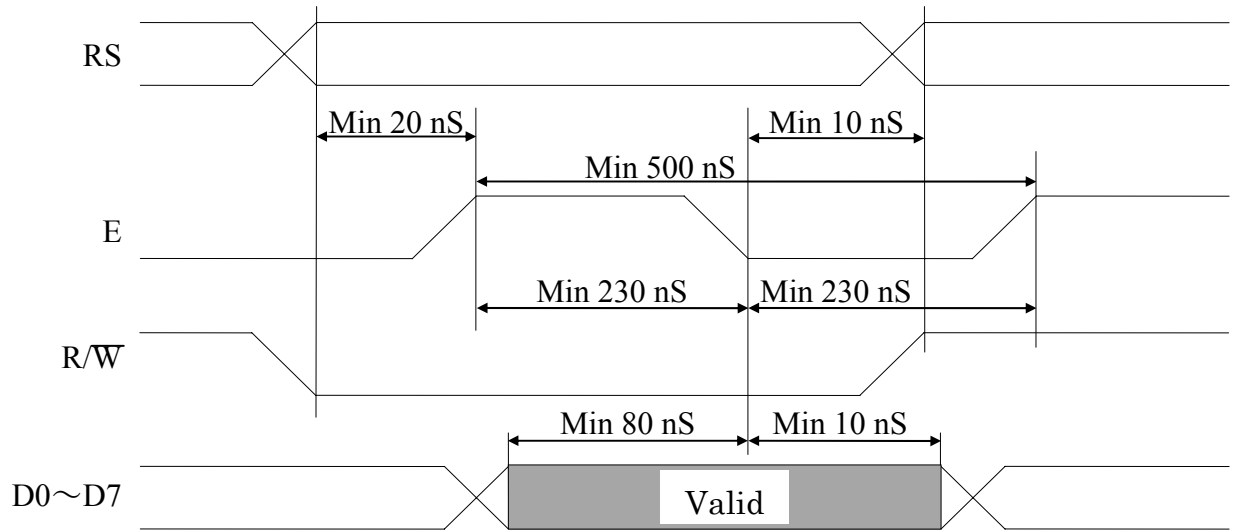 RS
Min 20 nS
Min 10 nS
Min 500 nS
E
Min 230 nS
Min 230 nS
R/W̅
Min 80 nS
Min 10 nS
D0～D7
Valid